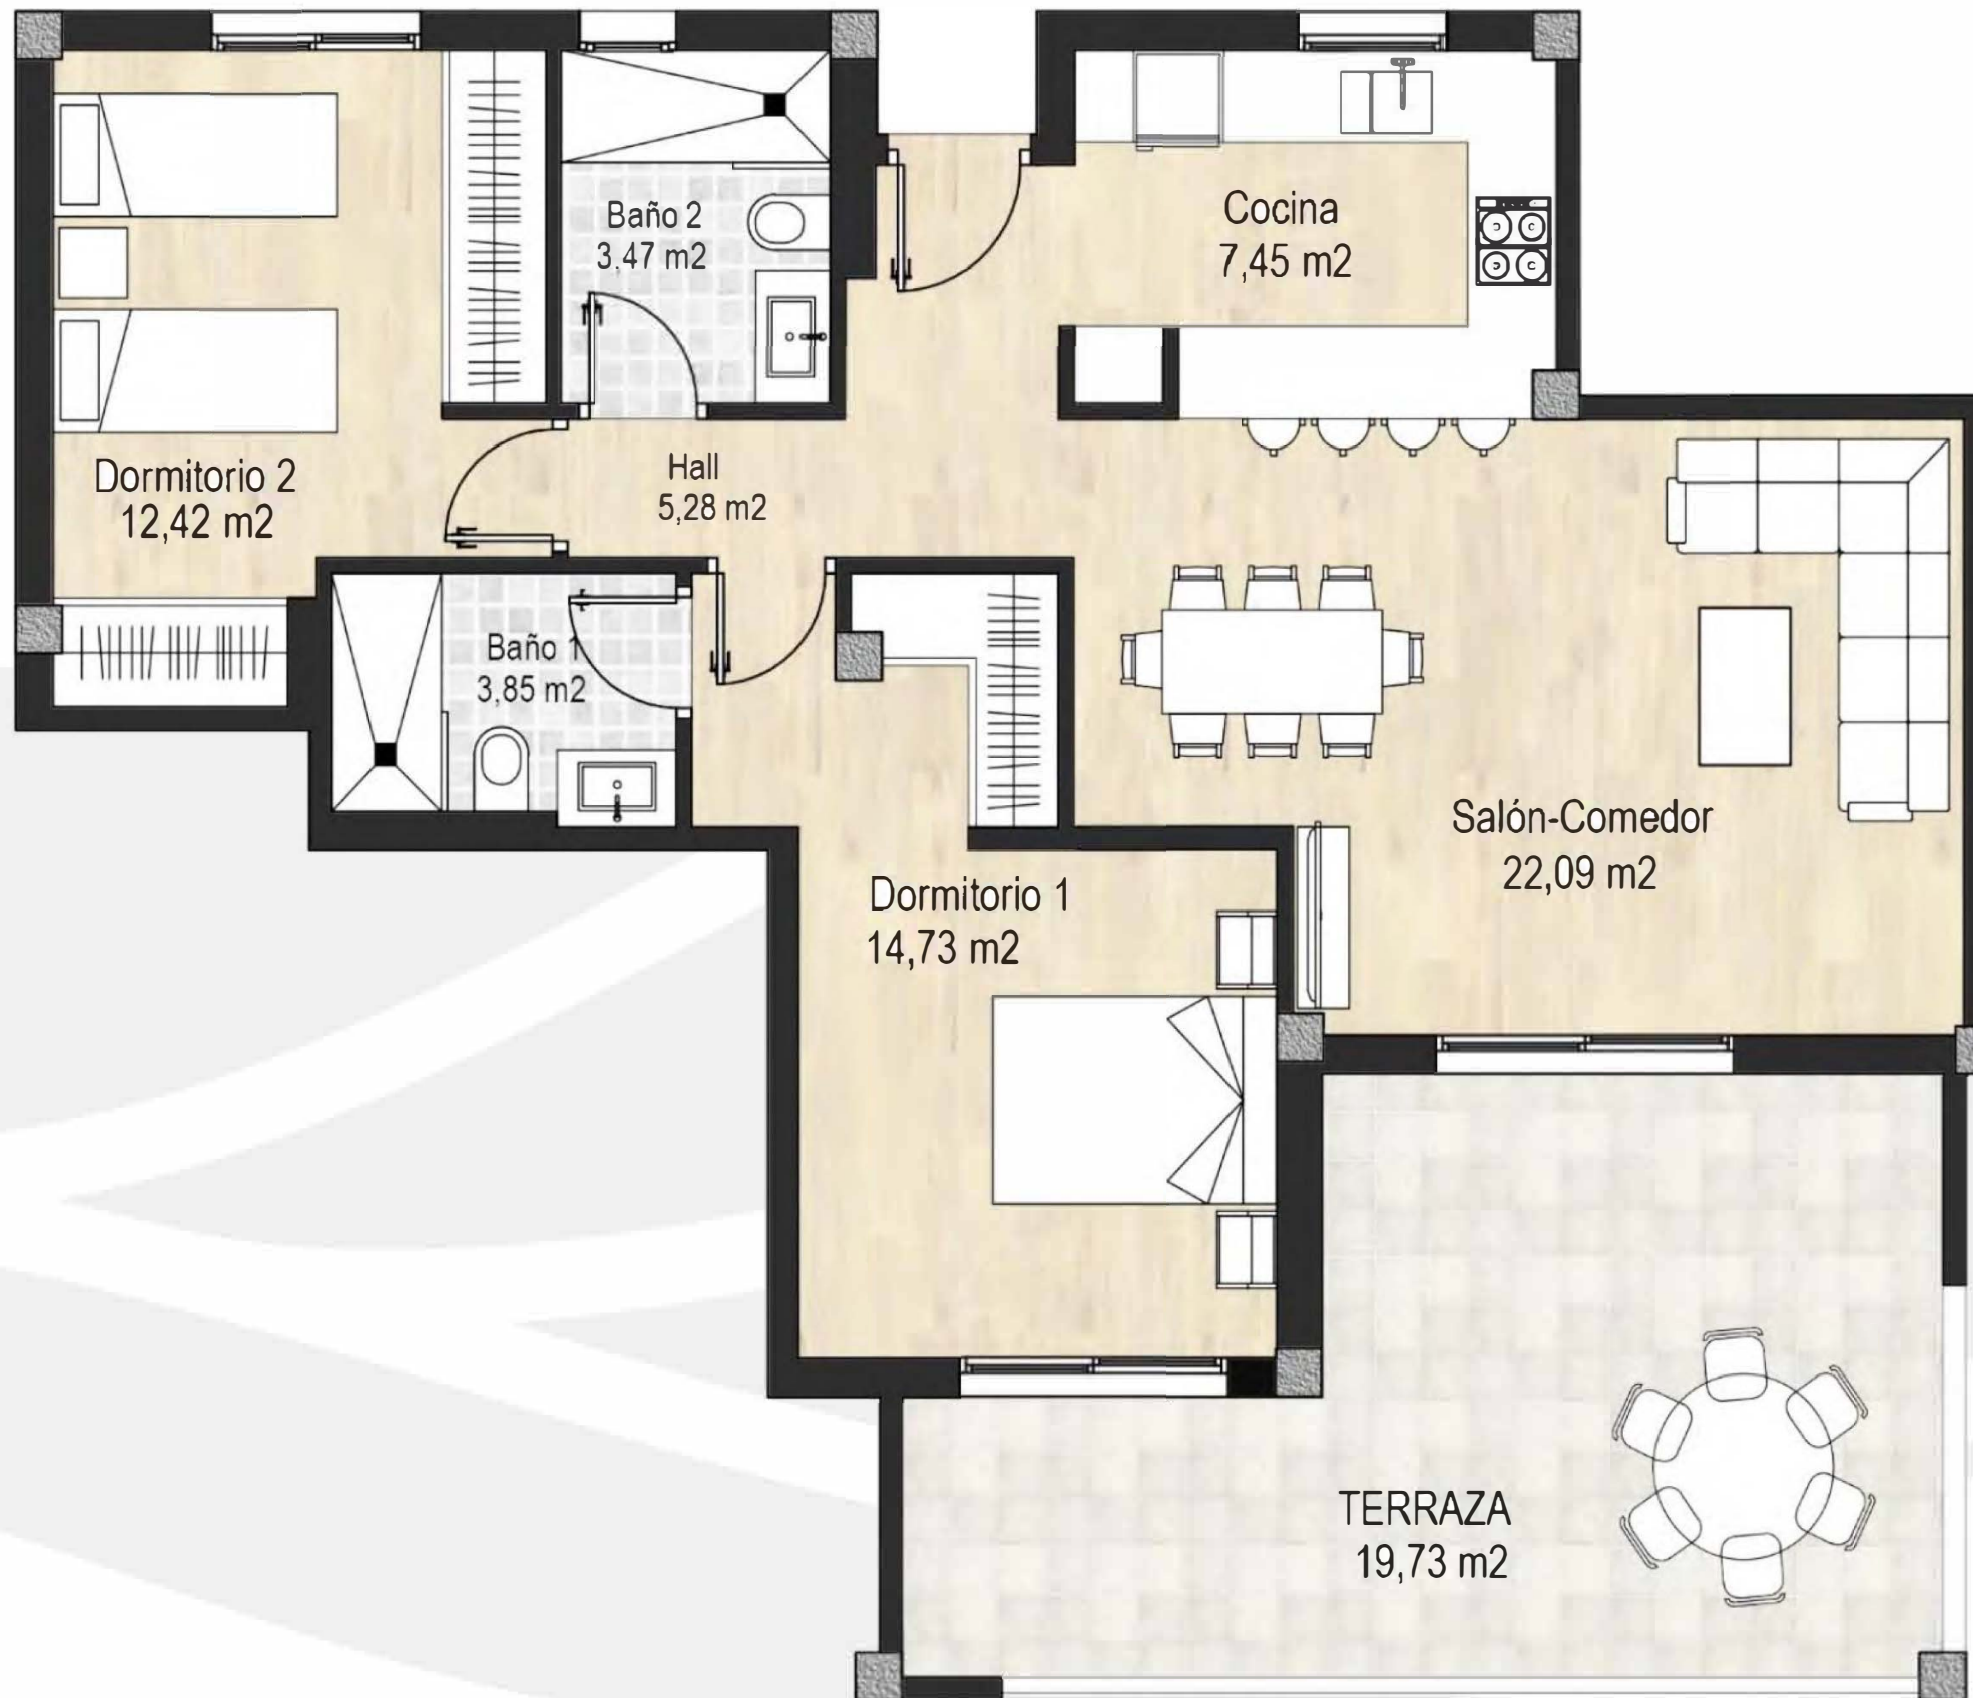 Baño 2
3.47 m2
Cocina
7,45 m2
Dormitorio 2
12,42 m2
Hall
5,28 m2
Baño 1
3,85 m2
Salón-Comedor
22,09 m2
Dormitorio 1
14,73 m2
TERRAZA
19,73 m2